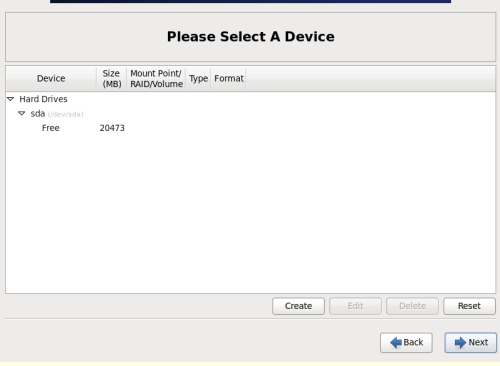 Please Select A Device
Device Size (MB) Mount Point/ RAID/Volume Type Format
Hard Drives
sda (/dev/sda)
Free 20473
Create Edit Delete Reset
Back Next